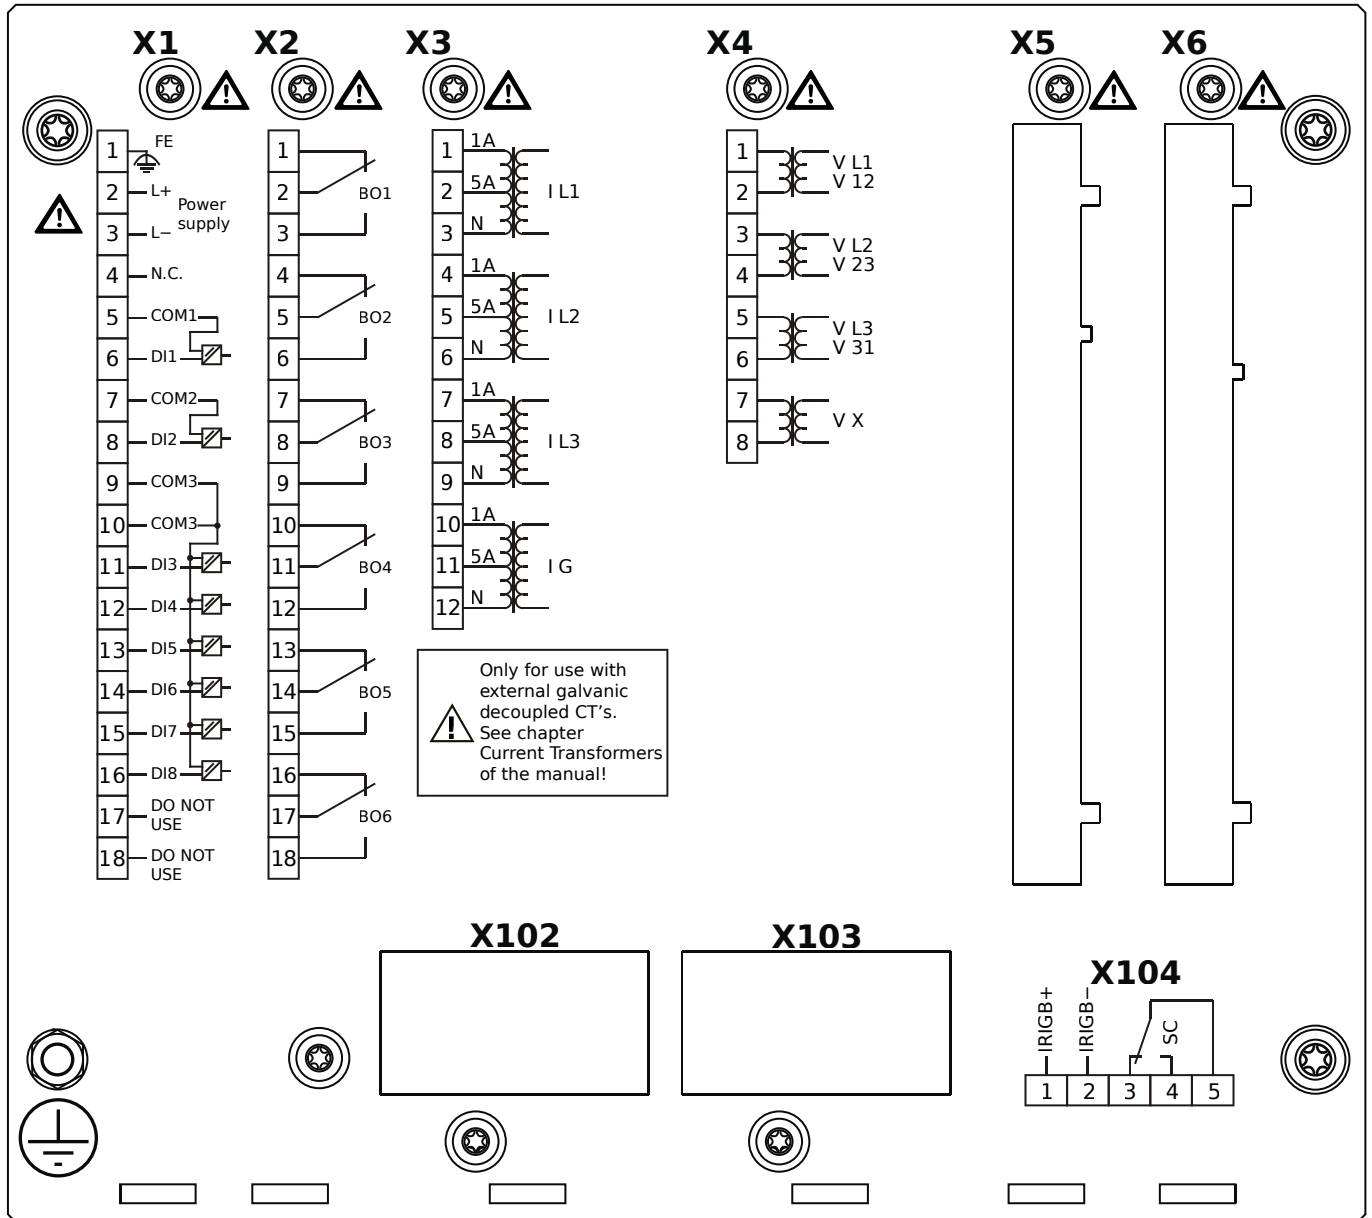 X1
X2
X3
X4
X5
X6
1
FE
2
L+
Power
supply
3
L−
4
N.C.
5
COM1
6
DI1
7
COM2
8
DI2
9
COM3
10
COM3
11
DI3
12
DI4
13
DI5
14
DI6
15
DI7
16
DI8
17
DO NOT
USE
18
DO NOT
USE
1
2
BO1
3
4
5
BO2
6
7
8
BO3
9
10
11
BO4
12
13
14
BO5
15
16
17
BO6
18
1
1A
2
5A
I L1
3
N
4
1A
5
5A
I L2
6
N
7
1A
8
5A
I L3
9
N
10
1A
11
5A
I G
12
N
Only for use with
external galvanic
decoupled CT's.
See chapter
Current Transformers
of the manual!
1
V L1
2
V 12
3
V L2
4
V 23
5
V L3
6
V 31
7
V X
8
X102
X103
X104
IRIGB+
IRIGB−
SC
1
2
3
4
5